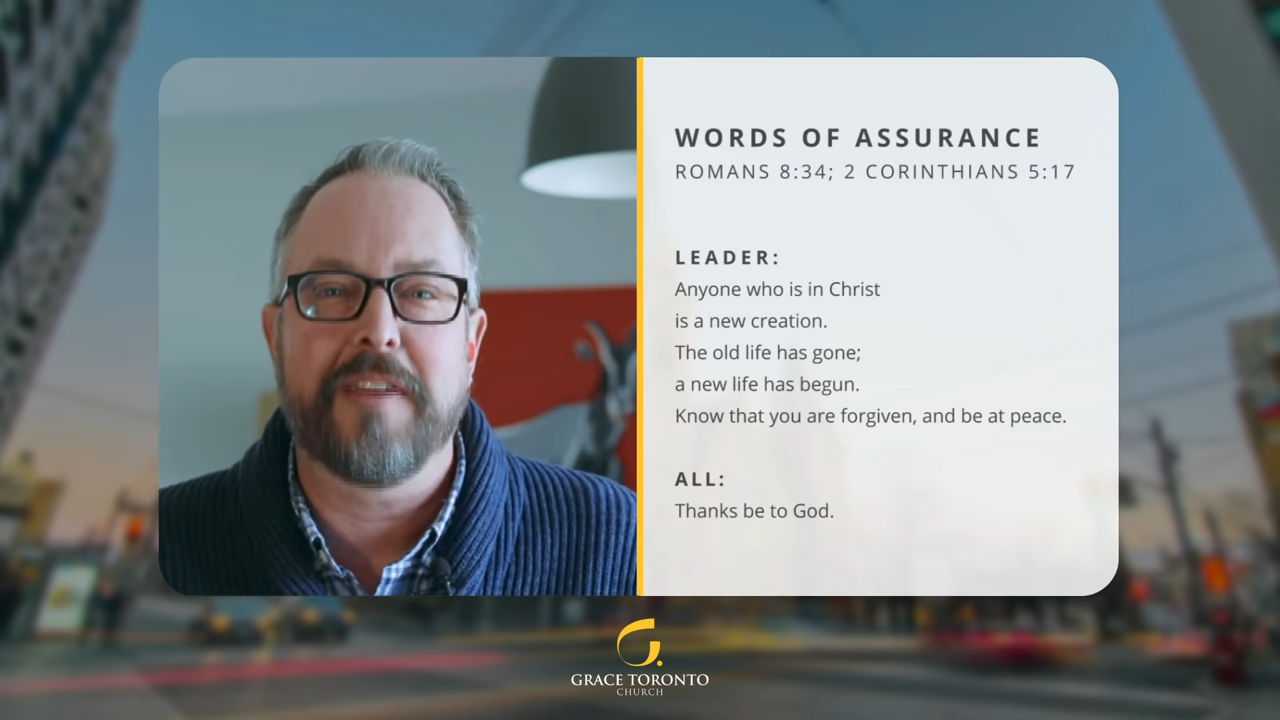 WORDS OF ASSURANCE
ROMANS 8:34; 2 CORINTHIANS 5:17
LEADER:
Anyone who is in Christ
is a new creation.
The old life has gone;
a new life has begun.
Know that you are forgiven, and be at peace.
ALL:
Thanks be to God.
GRACE TORONTO
CHURCH